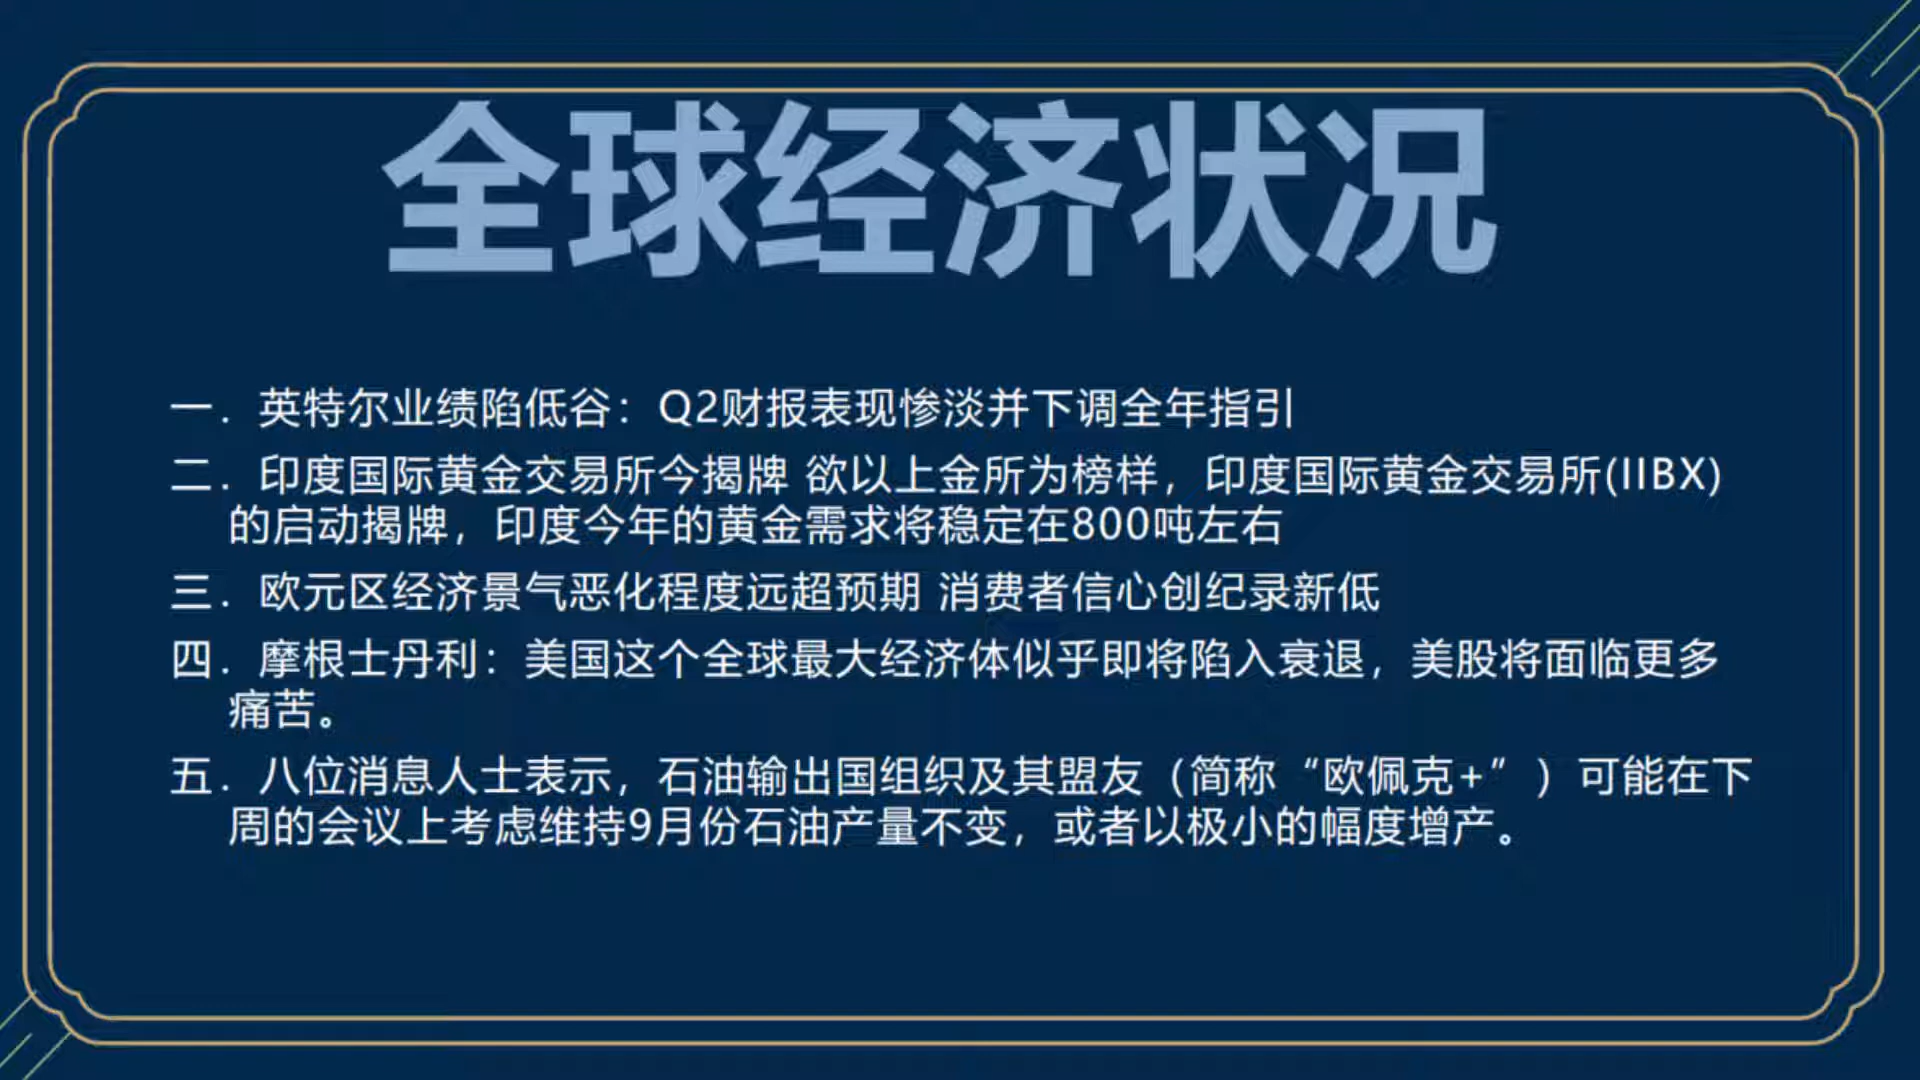 全球经济状况
一．英特尔业绩陷低谷：Q2财报表现惨淡并下调全年指引
二．印度国际黄金交易所今揭牌 欲以上金所为榜样，印度国际黄金交易所(IIBX)
的启动揭牌，印度今年的黄金需求将稳定在800吨左右
三．欧元区经济景气恶化程度远超预期 消费者信心创纪录新低
四．摩根士丹利：美国这个全球最大经济体似乎即将陷入衰退，美股将面临更多
痛苦。
五．八位消息人士表示，石油输出国组织及其盟友（简称“欧佩克+”）可能在下
周的会议上考虑维持9月份石油产量不变，或者以极小的幅度增产。